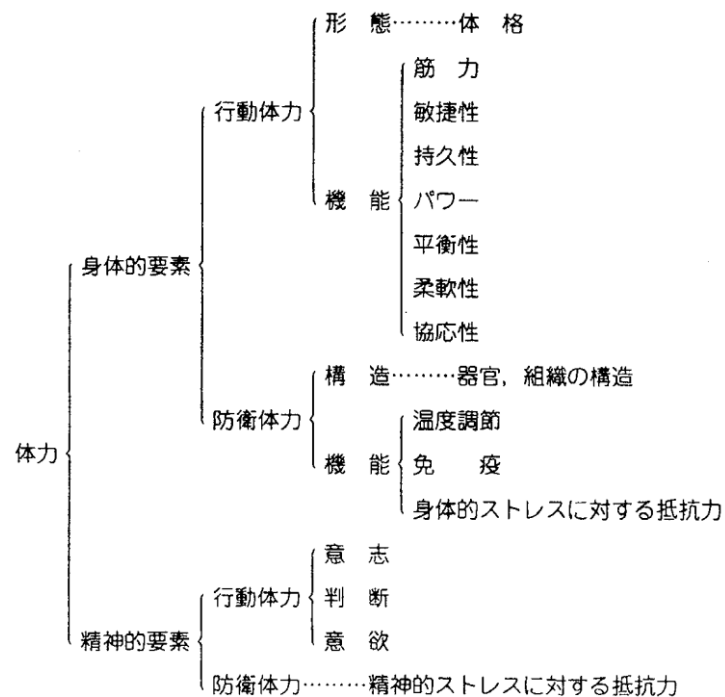 形 態………体 格
筋 力
敏捷性
行動体力
持久性
機 能
パワー
平衡性
身体的要素
柔軟性
協応性
構 造………器官，組織の構造
防衛体力
温度調節
体力
機 能
免 疫
身体的ストレスに対する抵抗力
意 志
行動体力
判 断
精神的要素
意 欲
防衛体力………精神的ストレスに対する抵抗力